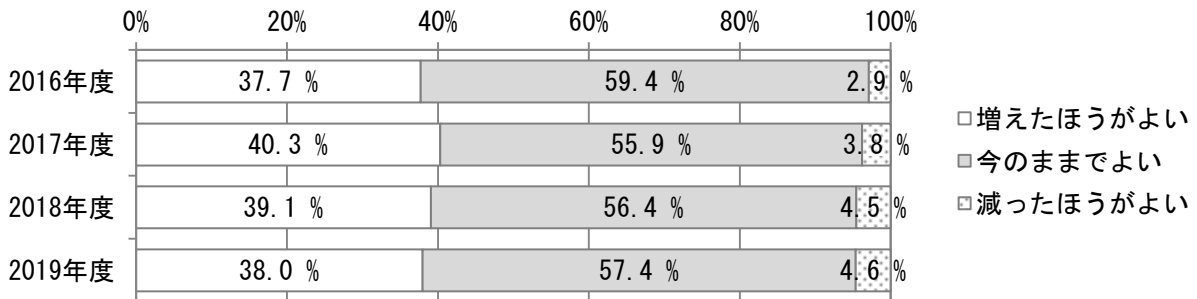 0% 20% 40% 60% 80% 100%
2016年度 37.7 % 59.4 % 2.9 %
2017年度 40.3 % 55.9 % 3.8 %
2018年度 39.1 % 56.4 % 4.5 %
2019年度 38.0 % 57.4 % 4.6 %
増えたほうがよい
今のままでよい
減ったほうがよい